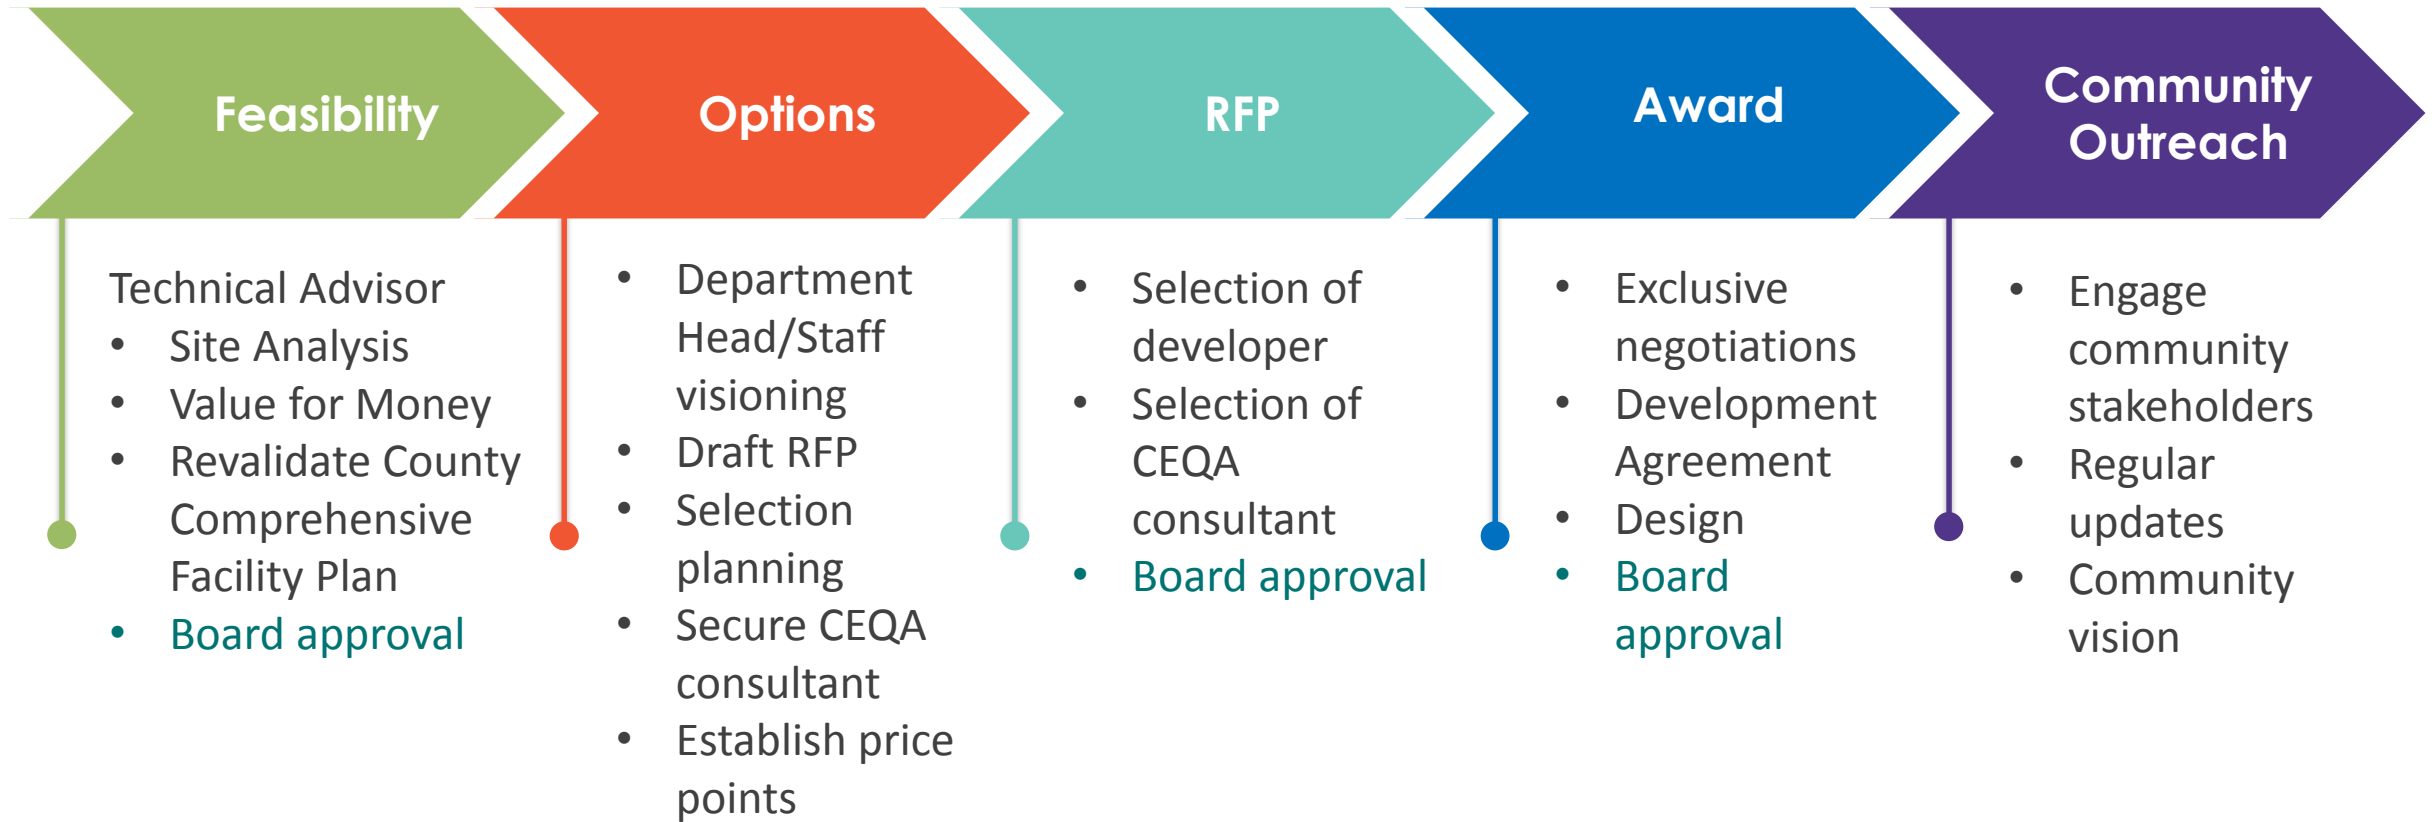 Feasibility
Options
RFP
Award
Community
Outreach
Technical Advisor
• Site Analysis
• Value for Money
• Revalidate County
Comprehensive
Facility Plan
• Board approval
• Department
Head/Staff
visioning
• Draft RFP
• Selection
planning
• Secure CEQA
consultant
• Establish price
points
• Selection of
developer
• Selection of
CEQA
consultant
• Board approval
• Exclusive
negotiations
• Development
Agreement
• Design
• Board
approval
• Engage
community
stakeholders
• Regular
updates
• Community
vision